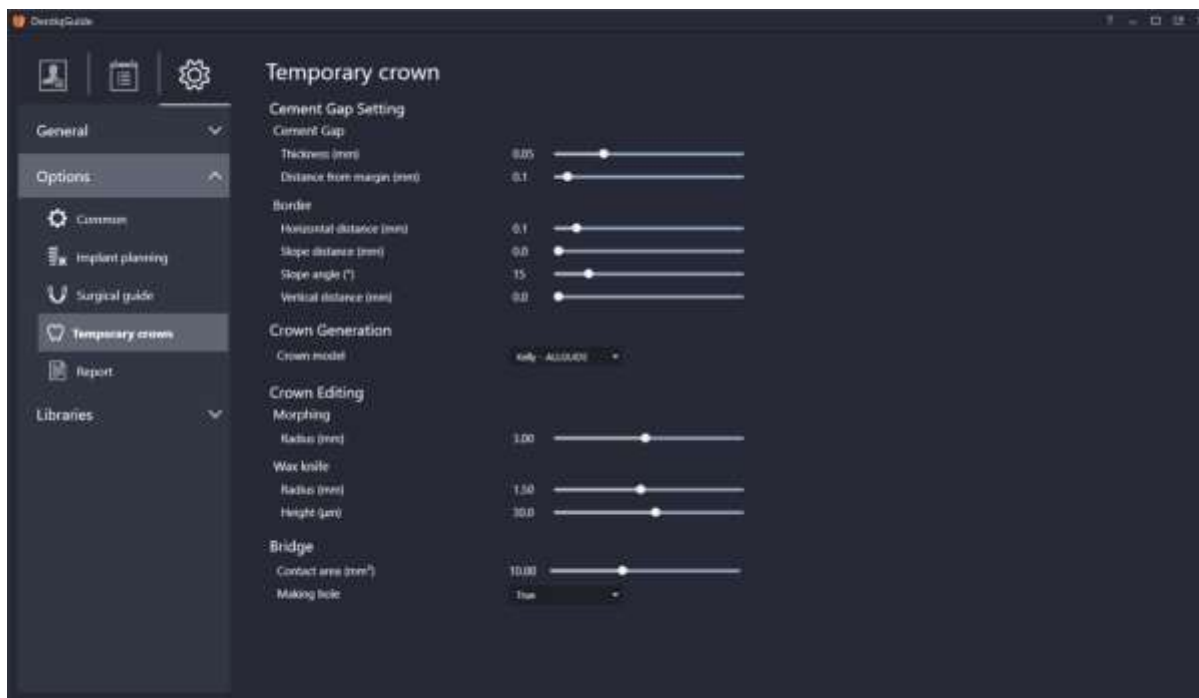 DentiqGuide
?
Temporary crown
Cement Gap Setting
General
Cement Gap
Thickness (mm) 0.05
Options
Distance from margin (mm) 0.1
Border
Common
Horizontal distance (mm) 0.1
Implant planning
Slope distance (mm) 0.0
Slope angle (°) 15
Surgical guide
Vertical distance (mm) 0.0
Temporary crown
Crown Generation
Crown model Kelly -
Report
Crown Editing
Libraries
Morphing
Radius (mm) 3.00
Wax knife
Radius (mm) 1.50
Height (μm) 30.0
Bridge
Contact area (mm²) 10.00
Making hole True